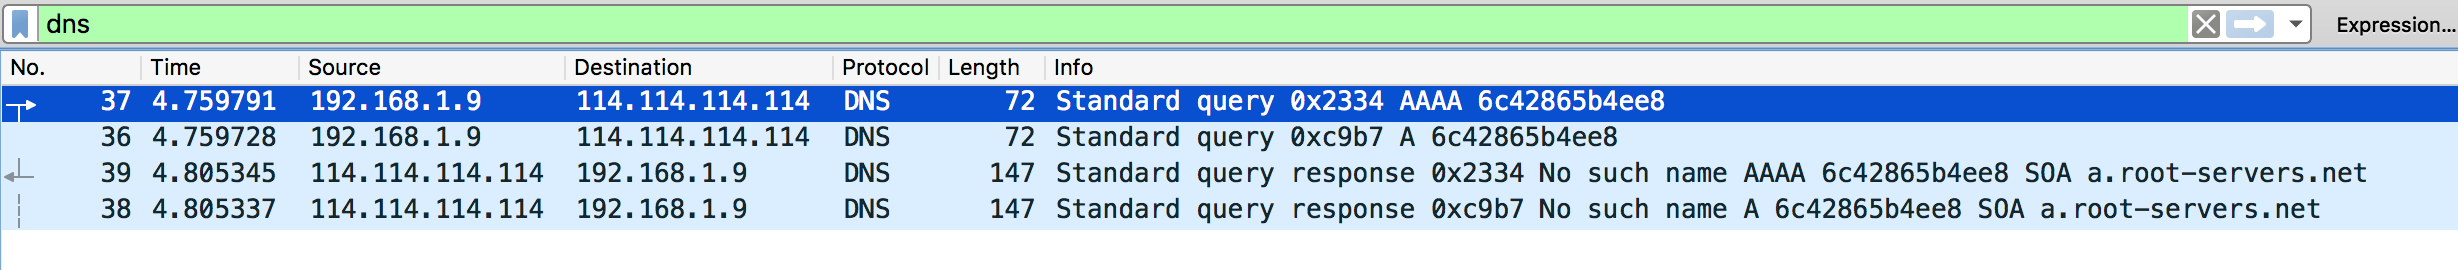 dns Expression...
No. Time Source Destination Protocol Length Info
37 4.759791 192.168.1.9 114.114.114.114 DNS 72 Standard query 0x2334 AAAA 6c42865b4ee8
36 4.759728 192.168.1.9 114.114.114.114 DNS 72 Standard query 0xc9b7 A 6c42865b4ee8
39 4.805345 114.114.114.114 192.168.1.9 DNS 147 Standard query response 0x2334 No such name AAAA 6c42865b4ee8 SOA a.root-servers.net
38 4.805337 114.114.114.114 192.168.1.9 DNS 147 Standard query response 0xc9b7 No such name A 6c42865b4ee8 SOA a.root-servers.net